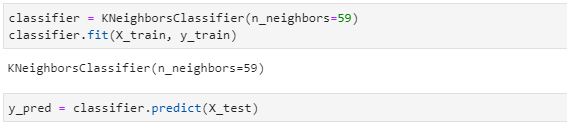 classifier = KNeighborsClassifier(n_neighbors=59)
classifier.fit(X_train, y_train)
KNeighborsClassifier(n_neighbors=59)
y_pred = classifier.predict(X_test)